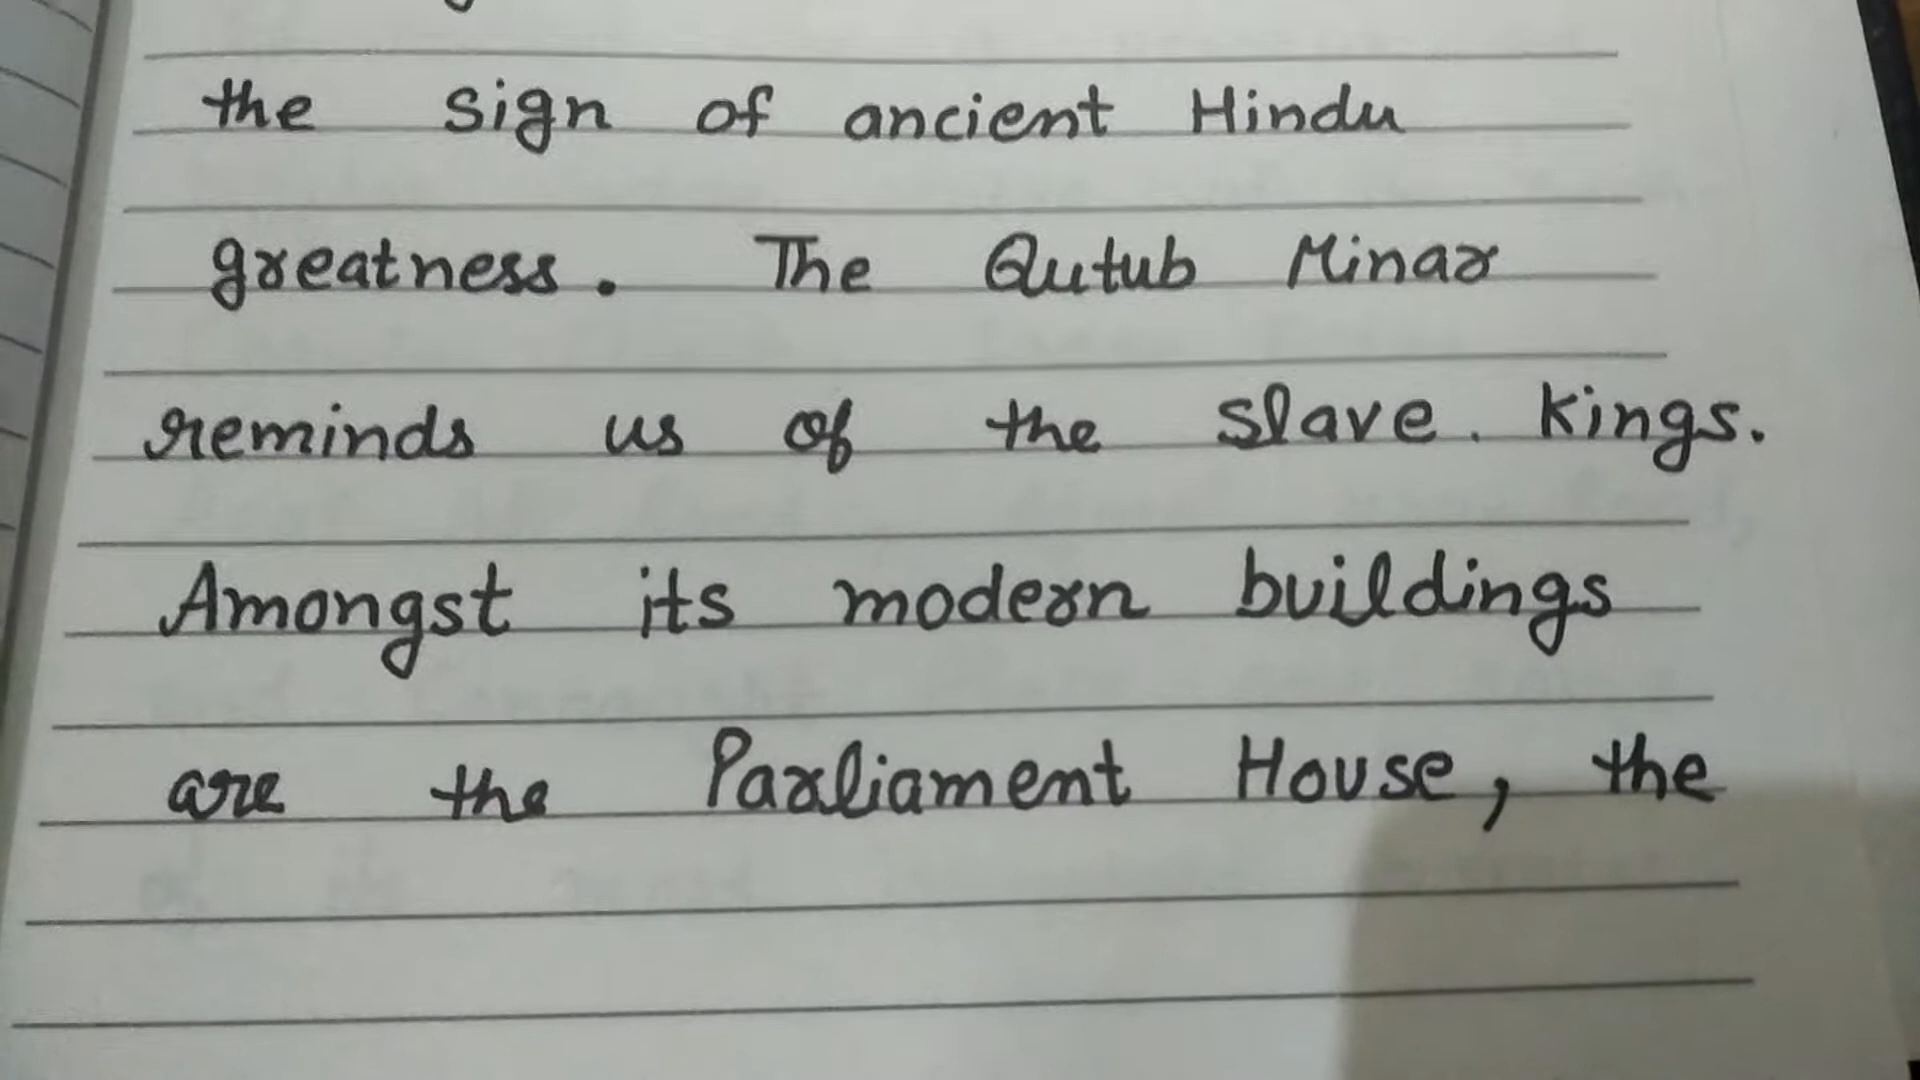 the sign of ancient Hindu
greatness. The Qutub Minar
reminds us of the slave. Kings.
Amongst its modern buildings
are the Parliament House, the